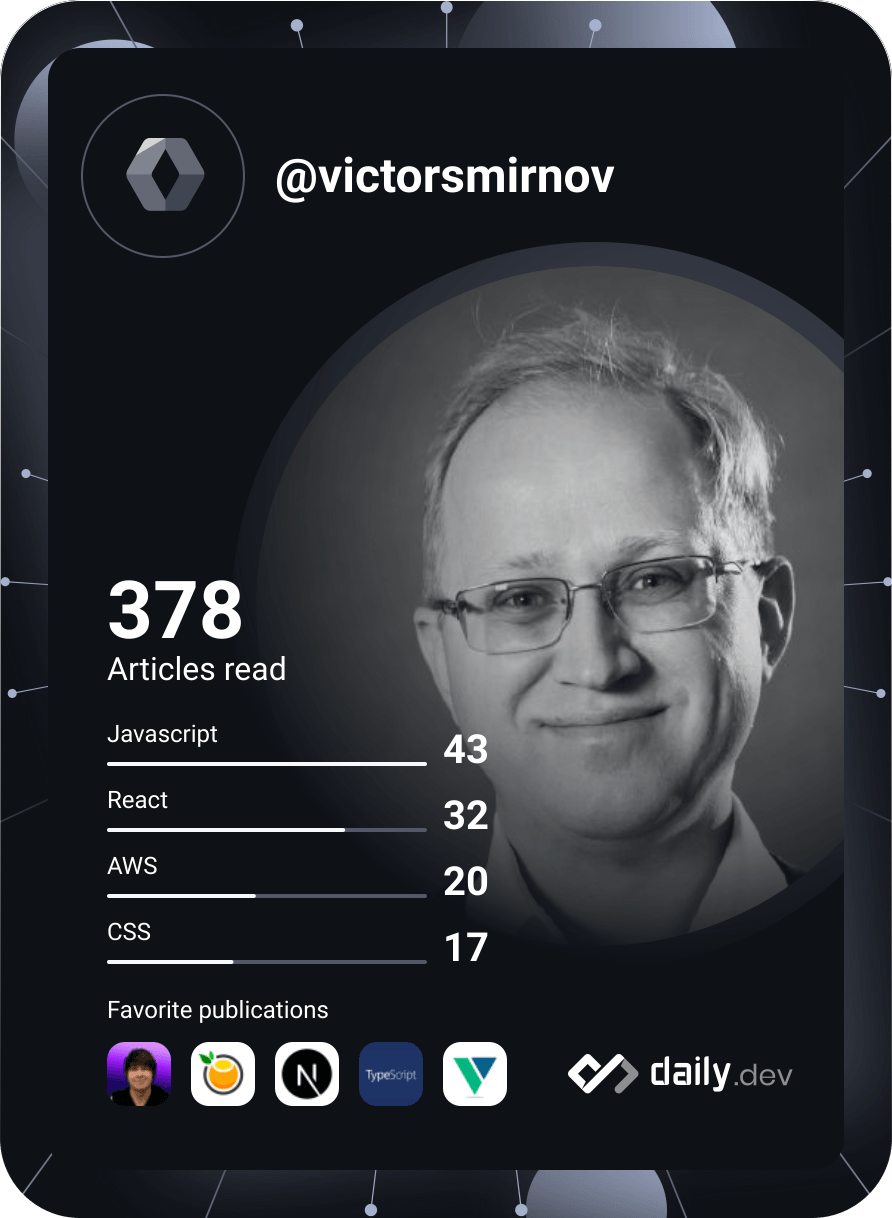 @victorsmirnov
378
Articles read
Javascript
43
React
32
AWS
20
CSS
17
Favorite publications
N
TypeScript
daily.dev